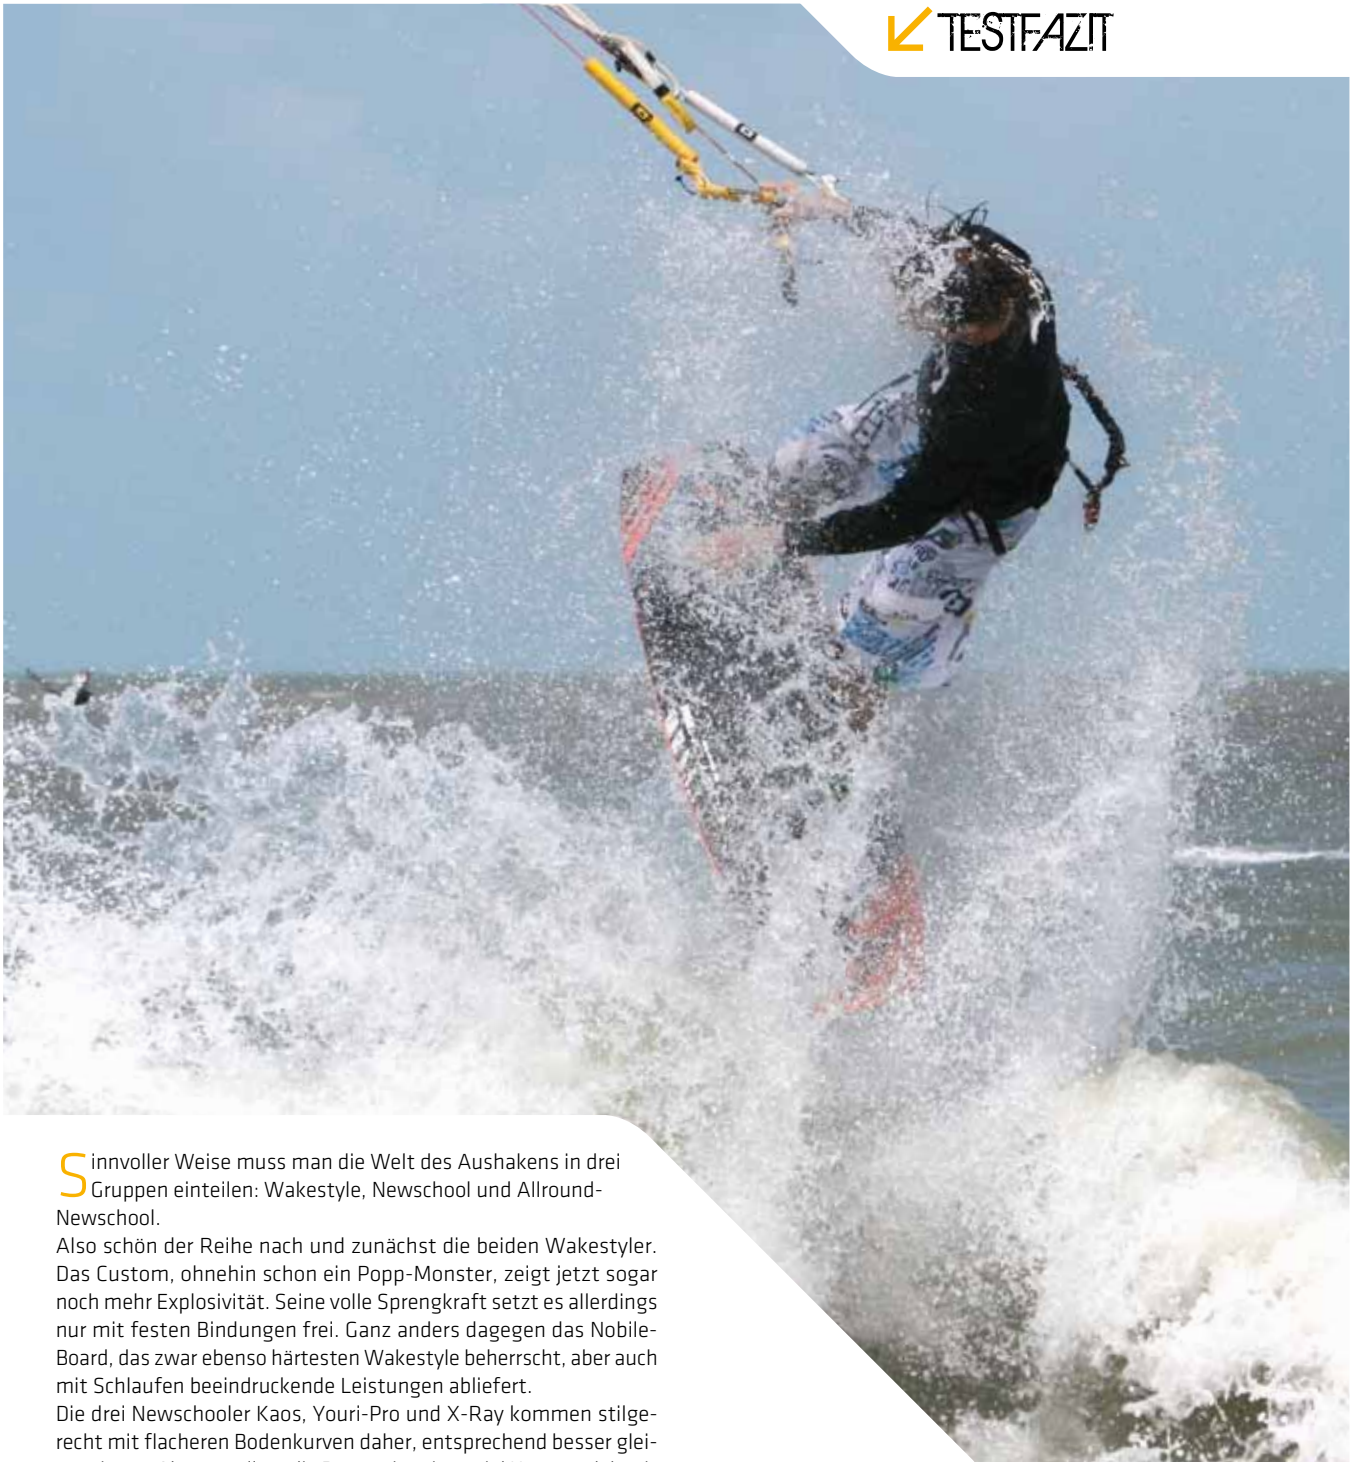 TESTFAZIT
Sinnvoller Weise muss man die Welt des Aushakens in drei
Gruppen einteilen: Wakestyle, Newschool und Allround-
Newschool.
Also schön der Reihe nach und zunächst die beiden Wakestyler.
Das Custom, ohnehin schon ein Popp-Monster, zeigt jetzt sogar
noch mehr Explosivität. Seine volle Sprengkraft setzt es allerdings
nur mit festen Bindungen frei. Ganz anders dagegen das Nobile-
Board, das zwar ebenso härtesten Wakestyle beherrscht, aber auch
mit Schlaufen beeindruckende Leistungen abliefert.
Die drei Newschooler Kaos, Youri-Pro und X-Ray kommen stilge-
recht mit flacheren Bodenkurven daher, entsprechend besser glei-